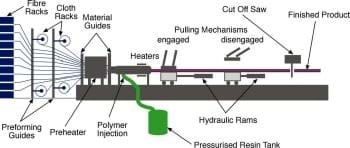 Fibre
Racks
Cloth
Racks
Material
Guides
Heaters
Pulling Mechanisms
engaged disengaged
Cut Off Saw
Finished Product
Preforming Guides
Preheater
Polymer
Injection
Hydraulic Rams
Pressurised Resin Tank